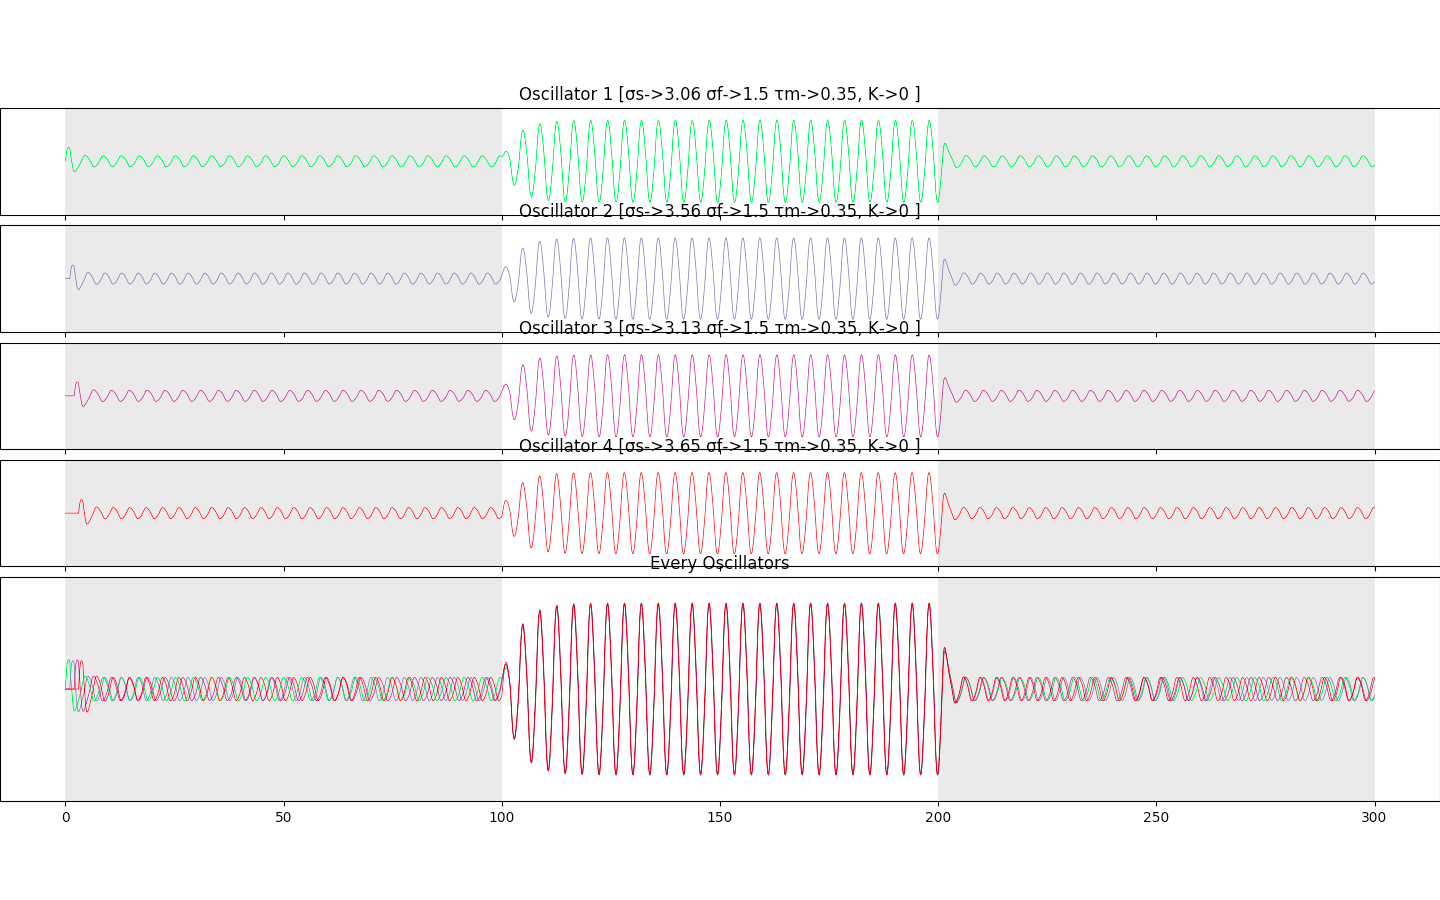 Oscillator 1 [σs->3.06 σf->1.5 τm->0.35, K->0 ]
Oscillator 2 [σs->3.56 σf->1.5 τm->0.35, K->0 ]
Oscillator 3 [σs->3.13 σf->1.5 τm->0.35, K->0 ]
Oscillator 4 [σs->3.65 σf->1.5 τm->0.35, K->0 ]
Every Oscillators
0 50 100 150 200 250 300